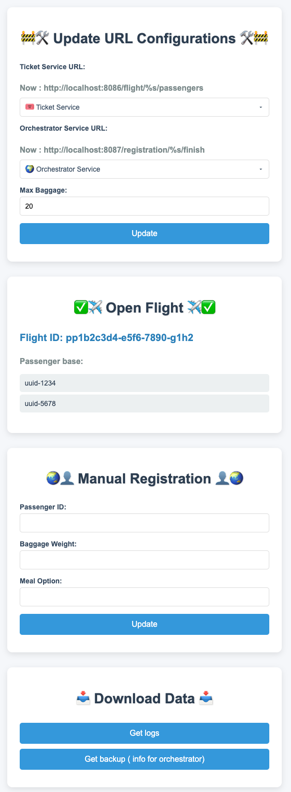 🚧🛠️ Update URL Configurations 🛠️🚧
Ticket Service URL:
Now : http://localhost:8086/flight/%s/passengers
🎟️ Ticket Service
Orchestrator Service URL:
Now : http://localhost:8087/registration/%s/finish
🌏 Orchestrator Service
Max Baggage:
20
Update
✅✈️ Open Flight ✈️✅
Flight ID: pp1b2c3d4-e5f6-7890-g1h2
Passenger base:
uuid-1234
uuid-5678
🌏👤 Manual Registration 👤🌏
Passenger ID:
Baggage Weight:
Meal Option:
Update
📥 Download Data 📥
Get logs
Get backup ( info for orchestrator)